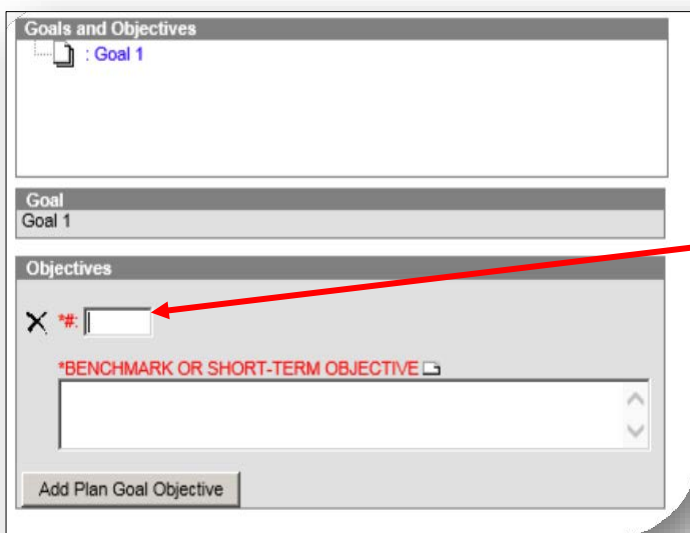 Goals and Objectives
: Goal 1
Goal
Goal 1
Objectives
X *#:
*BENCHMARK OR SHORT-TERM OBJECTIVE
Add Plan Goal Objective